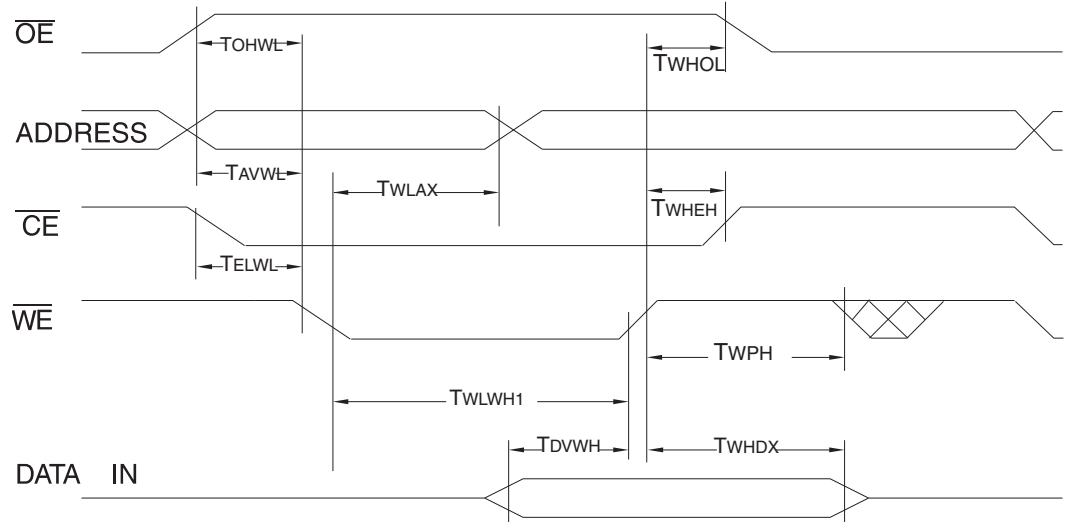 OE
TOHWL
TWHOL
ADDRESS
TAVWL
TWLAX
TWHEH
CE
TELWL
WE
TWPH
TWLWH1
TDVWH
TWHDX
DATA IN